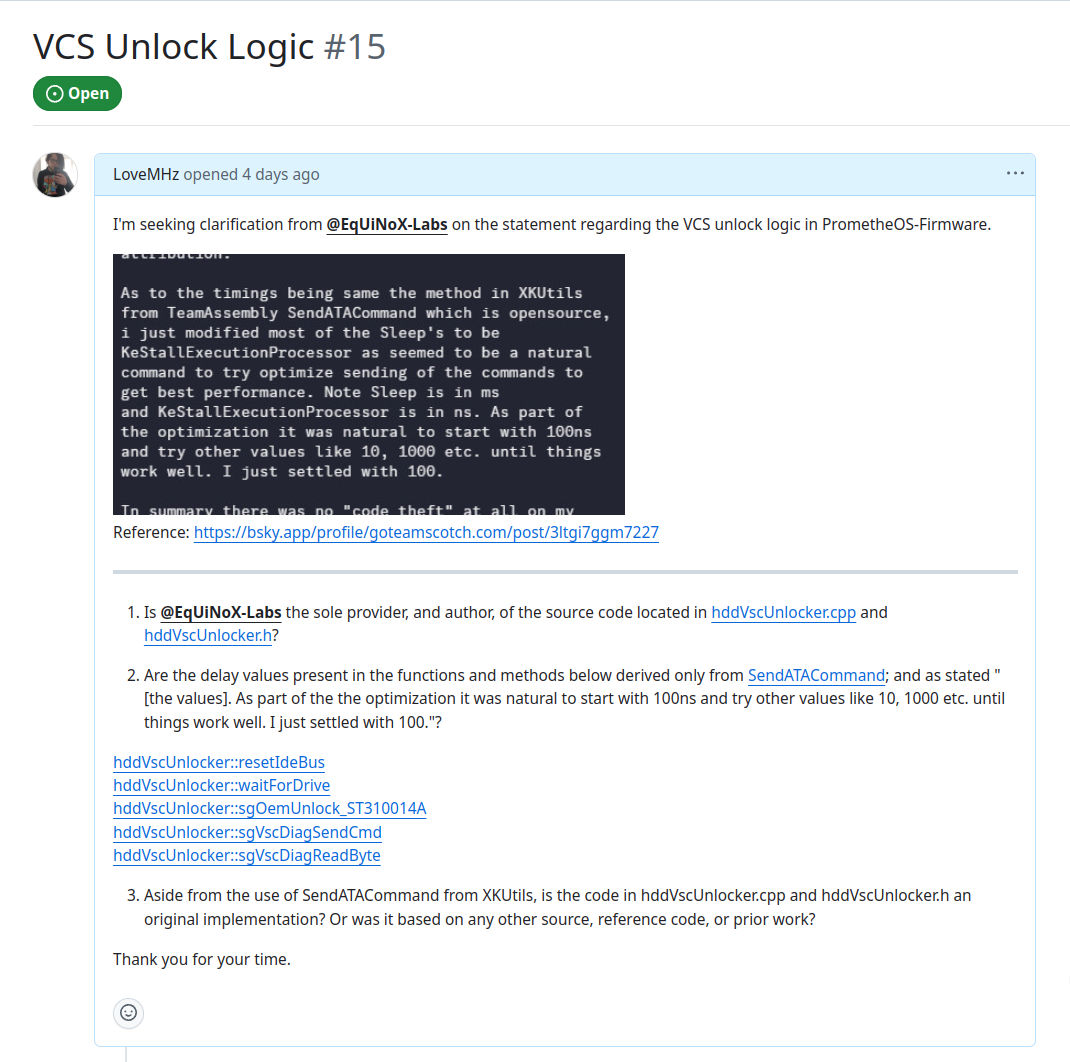 VCS Unlock Logic #15
Open
LoveMHz opened 4 days ago
I'm seeking clarification from @EqUiNoX-Labs on the statement regarding the VCS unlock logic in PrometheOS-Firmware.
attribution.
As to the timings being same the method in XKUtils
from TeamAssembly SendATACommand which is opensource,
i just modified most of the Sleep's to be
KeStallExecutionProcessor as seemed to be a natural
command to try optimize sending of the commands to
get best performance. Note Sleep is in ms
and KeStallExecutionProcessor is in ns. As part of
the optimization it was natural to start with 100ns
and try other values like 10, 1000 etc. until things
work well. I just settled with 100.
In summary there was no "code theft" at all on my
Reference: https://bsky.app/profile/goteamscotch.com/post/3ltgi7ggm7227
1. Is @EqUiNoX-Labs the sole provider, and author, of the source code located in hddVscUnlocker.cpp and
hddVscUnlocker.h?
2. Are the delay values present in the functions and methods below derived only from SendATACommand; and as stated "
[the values]. As part of the the optimization it was natural to start with 100ns and try other values like 10, 1000 etc. until
things work well. I just settled with 100."?
hddVscUnlocker::resetIdeBus
hddVscUnlocker::waitForDrive
hddVscUnlocker::sgOemUnlock_ST310014A
hddVscUnlocker::sgVscDiagSendCmd
hddVscUnlocker::sgVscDiagReadByte
3. Aside from the use of SendATACommand from XKUtils, is the code in hddVscUnlocker.cpp and hddVscUnlocker.h an
original implementation? Or was it based on any other source, reference code, or prior work?
Thank you for your time.